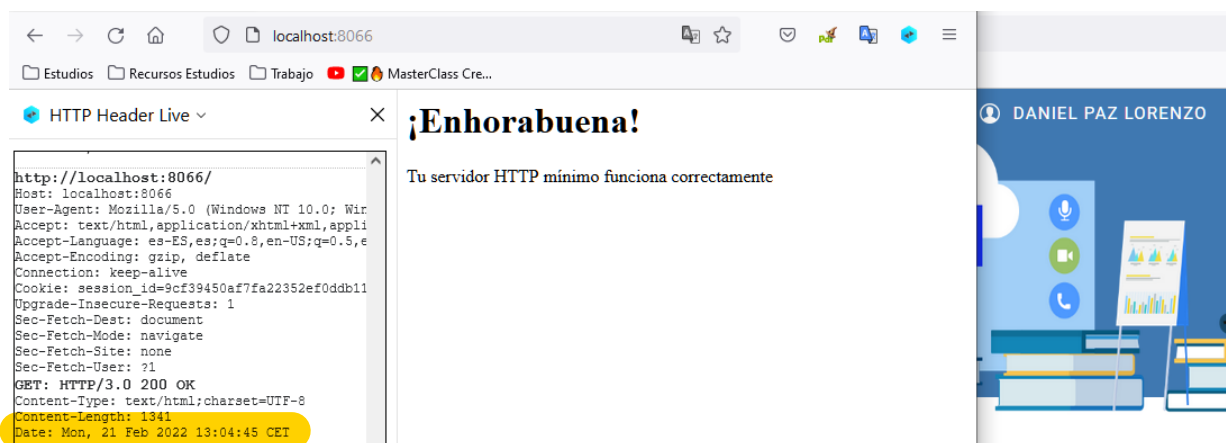 localhost:8066
Estudios Recursos Estudios Trabajo MasterClass Cre...
HTTP Header Live
http://localhost:8066/
Host: localhost:8066
User-Agent: Mozilla/5.0 (Windows NT 10.0; Win
Accept: text/html,application/xhtml+xml,appli
Accept-Language: es-ES,es;q=0.8,en-US;q=0.5,e
Accept-Encoding: gzip, deflate
Connection: keep-alive
Cookie: session_id=9cf39450af7fa22352ef0ddb11
Upgrade-Insecure-Requests: 1
Sec-Fetch-Dest: document
Sec-Fetch-Mode: navigate
Sec-Fetch-Site: none
Sec-Fetch-User: ?1
GET: HTTP/3.0 200 OK
Content-Type: text/html;charset=UTF-8
Content-Length: 1341
Date: Mon, 21 Feb 2022 13:04:45 CET
¡Enhorabuena!
Tu servidor HTTP mínimo funciona correctamente
DANIEL PAZ LORENZO